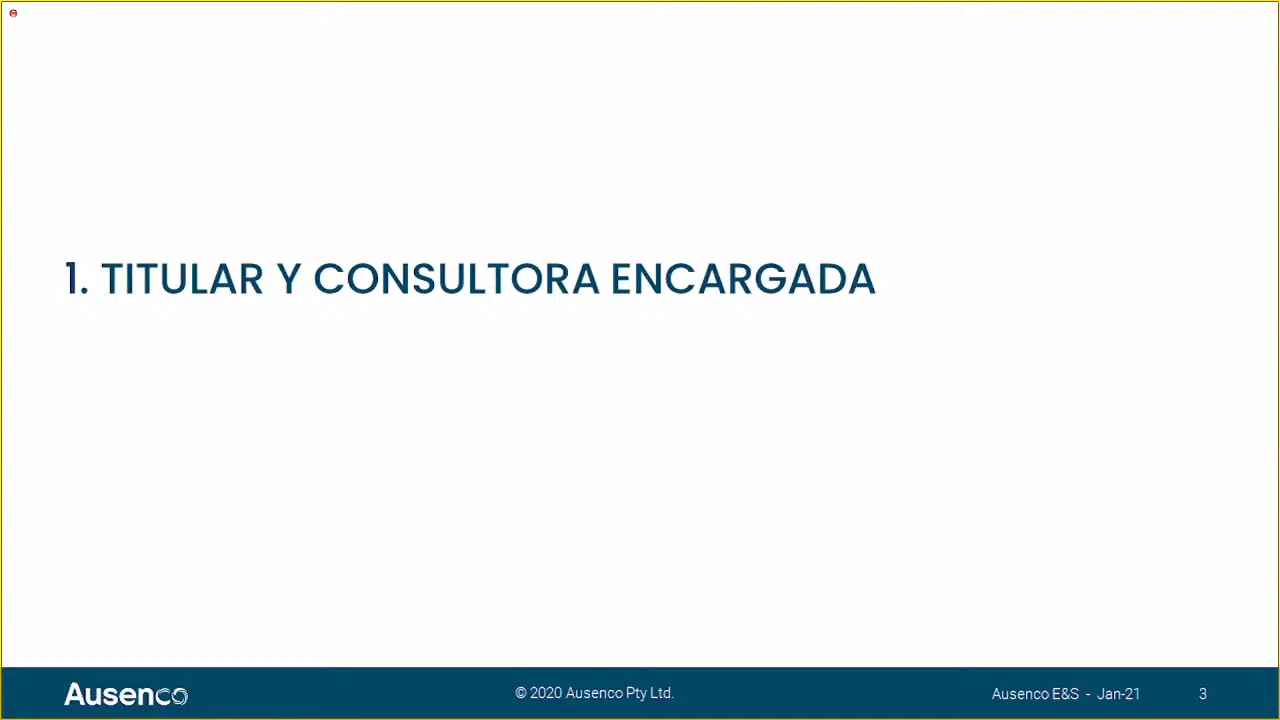 1. TITULAR Y CONSULTORA ENCARGADA
Ausenco
© 2020 Ausenco Pty Ltd.
Ausenco E&S - Jan-21
3